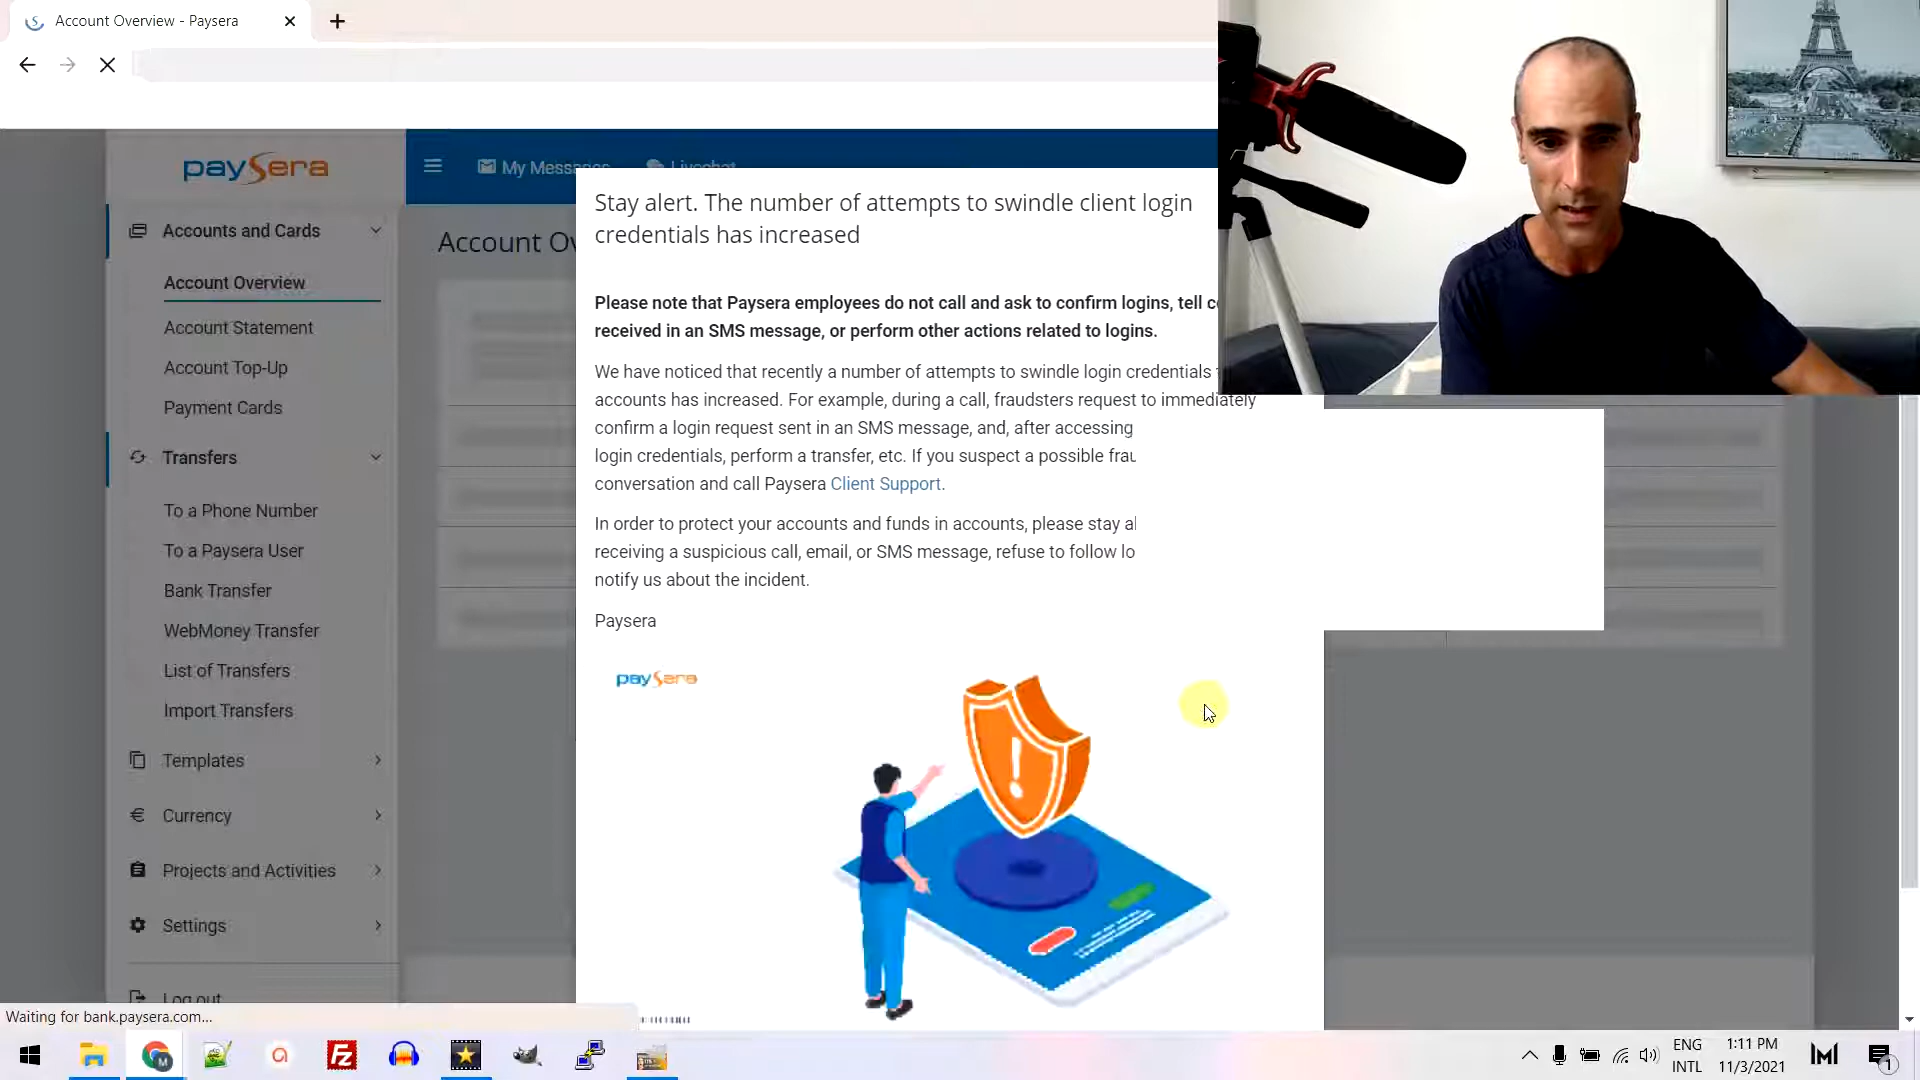 Account Overview - Paysera
paysera
My Messages
Livechat
Accounts and Cards
Account Overview
Account Statement
Account Top-Up
Payment Cards
Transfers
To a Phone Number
To a Paysera User
Bank Transfer
WebMoney Transfer
List of Transfers
Import Transfers
Templates
Currency
Projects and Activities
Settings
Log out
Account Ov
Stay alert. The number of attempts to swindle client login
credentials has increased
Please note that Paysera employees do not call and ask to confirm logins, tell
received in an SMS message, or perform other actions related to logins.
We have noticed that recently a number of attempts to swindle login credentials
accounts has increased. For example, during a call, fraudsters request to immediately
confirm a login request sent in an SMS message, and, after accessing
login credentials, perform a transfer, etc. If you suspect a possible
conversation and call Paysera Client Support.
In order to protect your accounts and funds in accounts, please stay
receiving a suspicious call, email, or SMS message, refuse to follow
notify us about the incident.
Paysera
paysera
Waiting for bank.paysera.com...
ENG
INTL
1:11 PM
11/3/2021
1